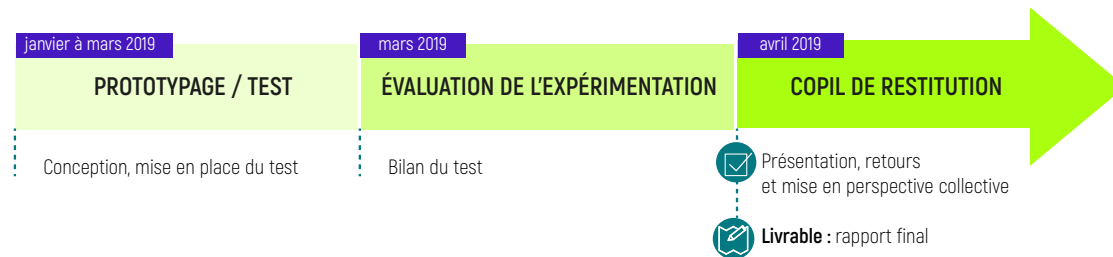 janvier à mars 2019
PROTOTYPAGE / TEST
Conception, mise en place du test
mars 2019
ÉVALUATION DE L'EXPÉRIMENTATION
Bilan du test
avril 2019
COPIL DE RESTITUTION
Présentation, retours
et mise en perspective collective
Livrable : rapport final